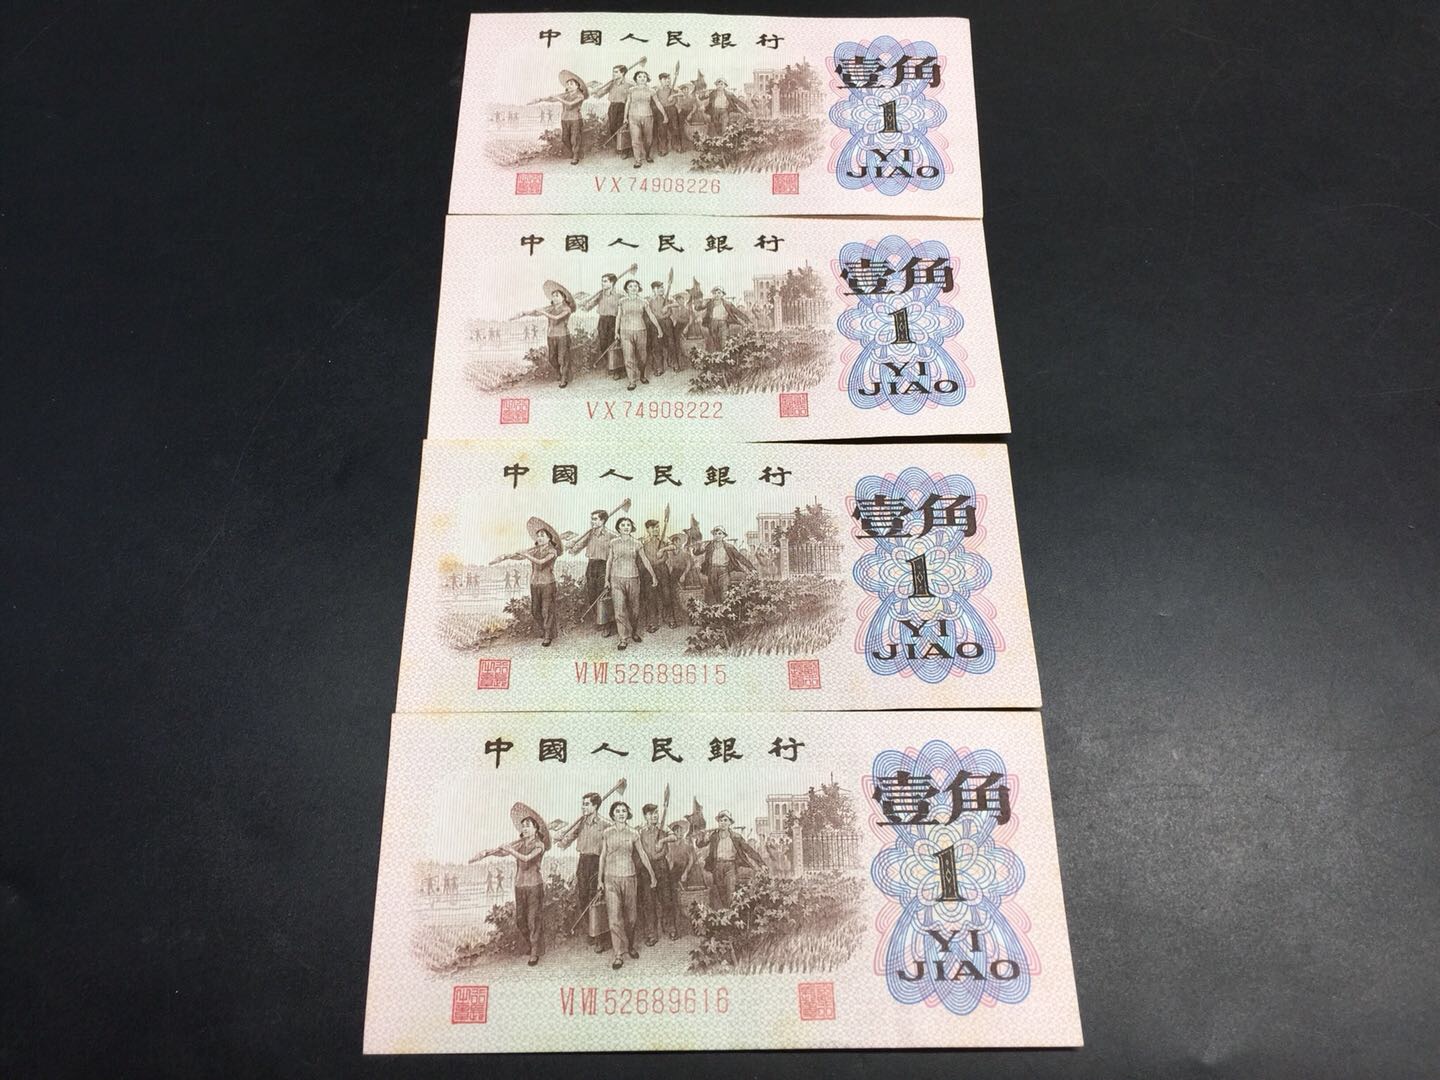 中國人民銀行
壹角
1
YI
JIAO
VX74908226
中國人民銀行
壹角
1
YI
JIAO
VX74908222
中國人民銀行
壹角
1
YI
JIAO
ⅥⅦ52689615
中國人民銀行
壹角
1
YI
JIAO
ⅥⅦ52689616